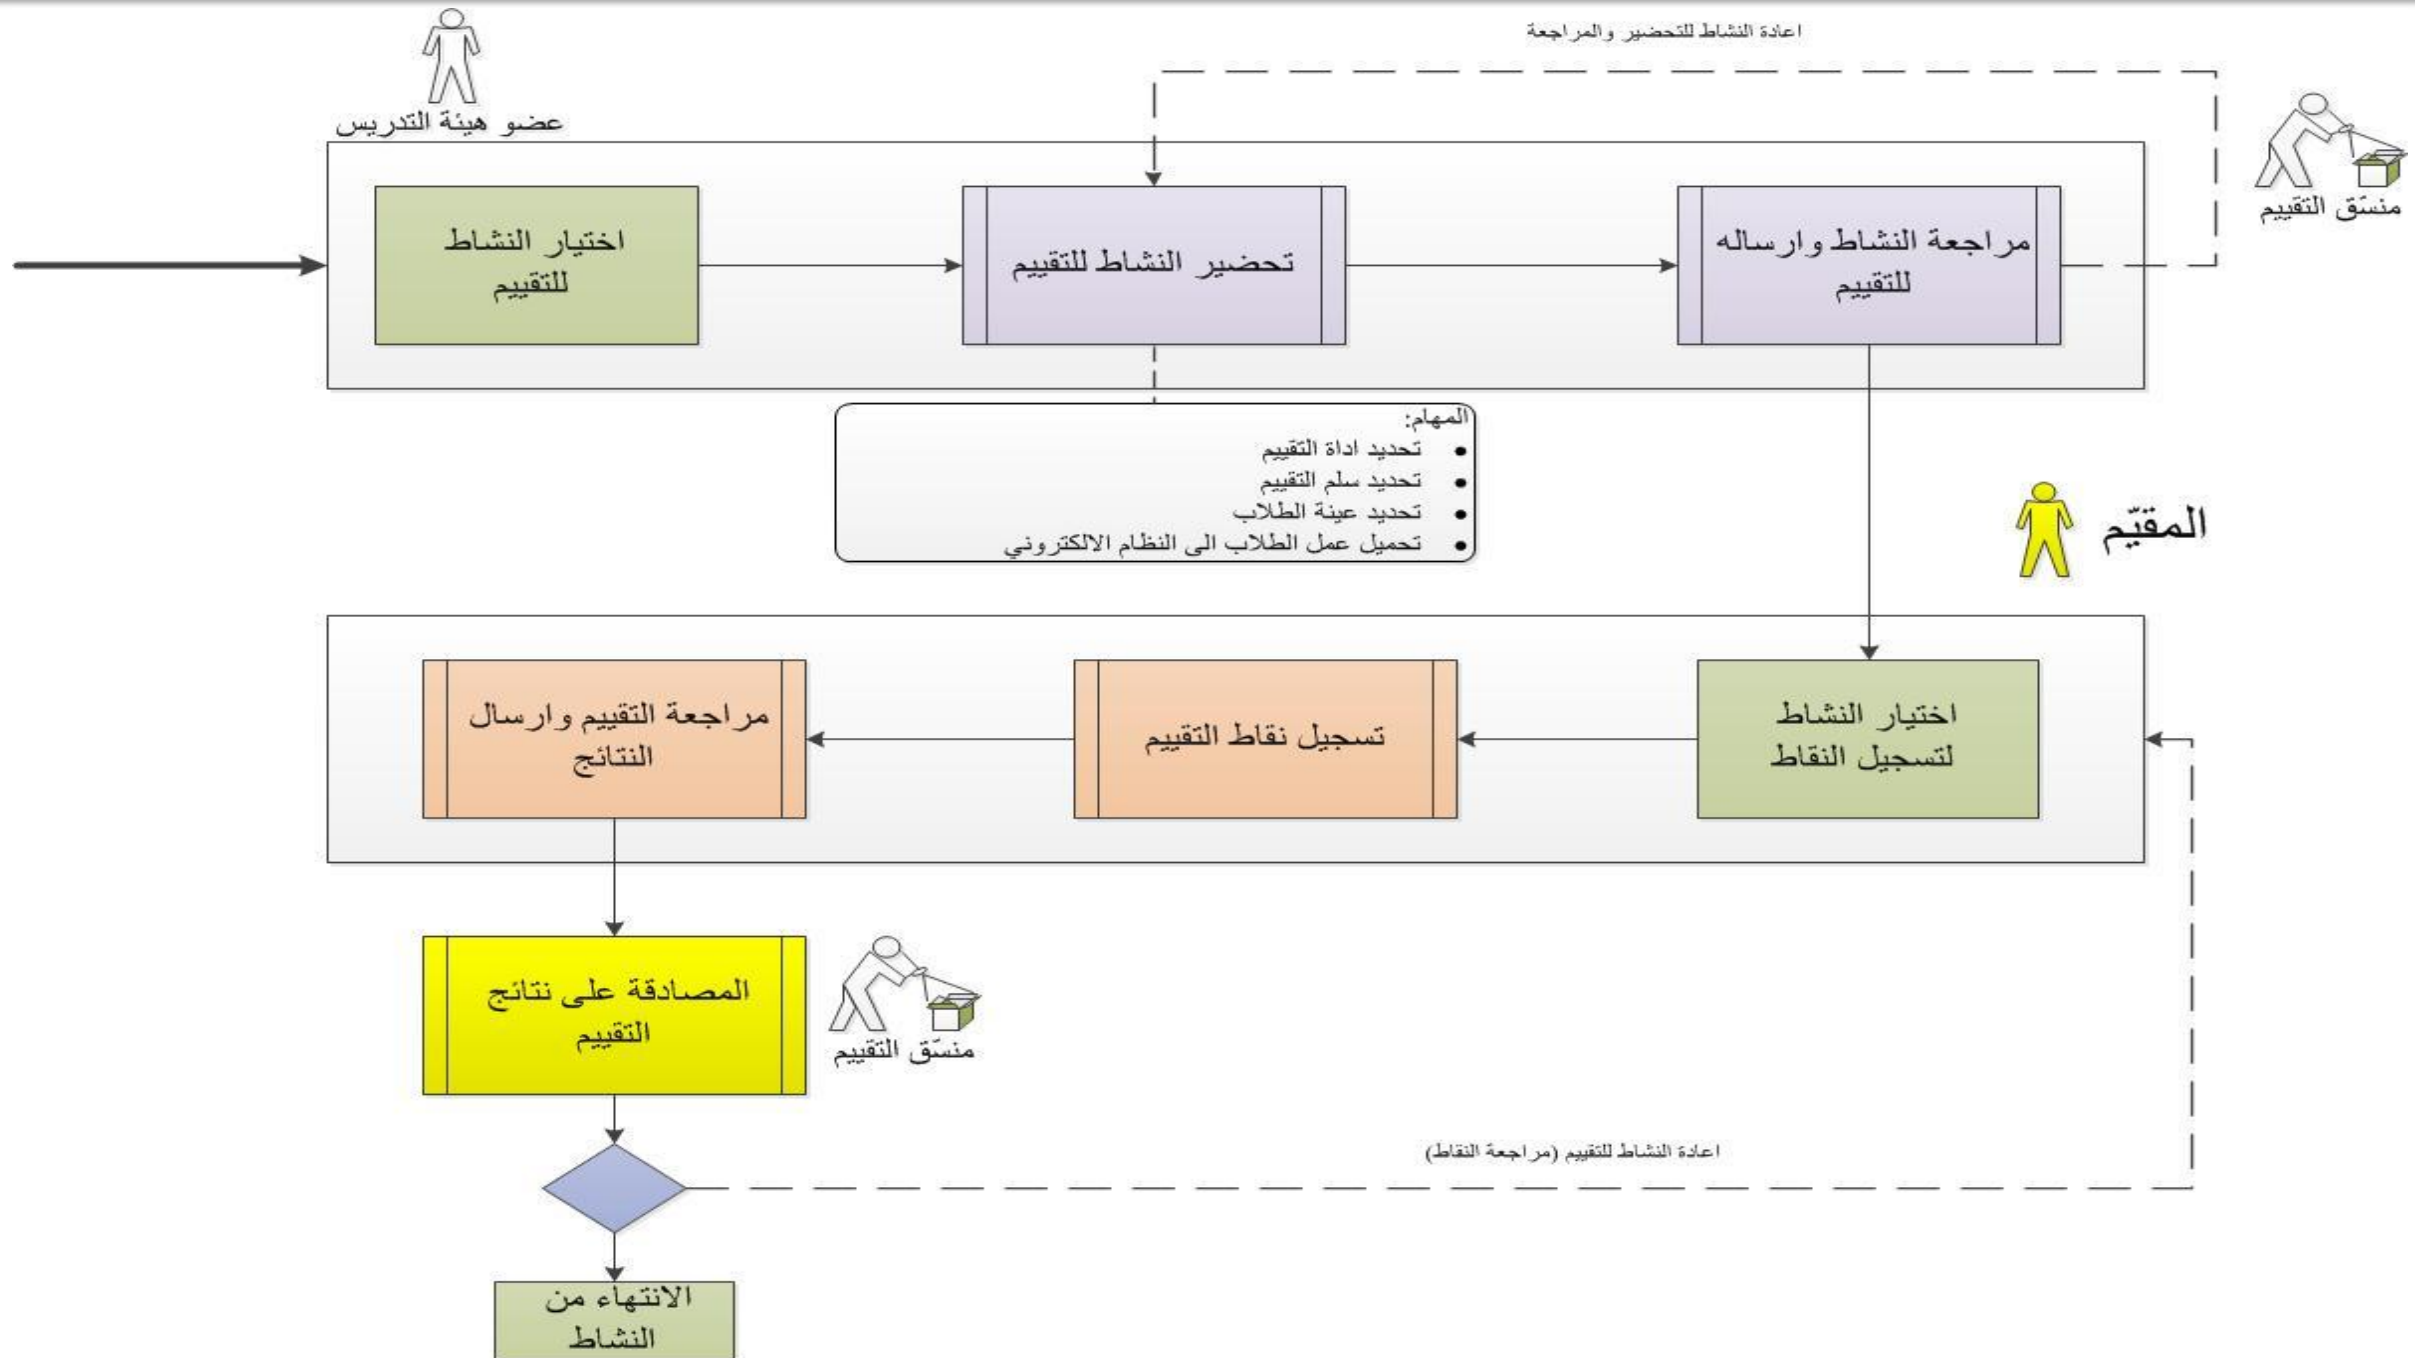 اعادة النشاط للتحضير والمراجعة
عضو هيئة التدريس
منسّق التقييم
اختيار النشاط
للتقييم
تحضير النشاط للتقييم
مراجعة النشاط وارساله
للتقييم
المهام:
• تحديد اداة التقييم
• تحديد سلم التقييم
• تحديد عينة الطلاب
• تحميل عمل الطلاب الى النظام الالكتروني
المقيّم
اختيار النشاط
لتسجيل النقاط
تسجيل نقاط التقييم
مراجعة التقييم وارسال
النتائج
المصادقة على نتائج
التقييم
منسّق التقييم
اعادة النشاط للتقييم (مراجعة النقاط)
الانتهاء من
النشاط